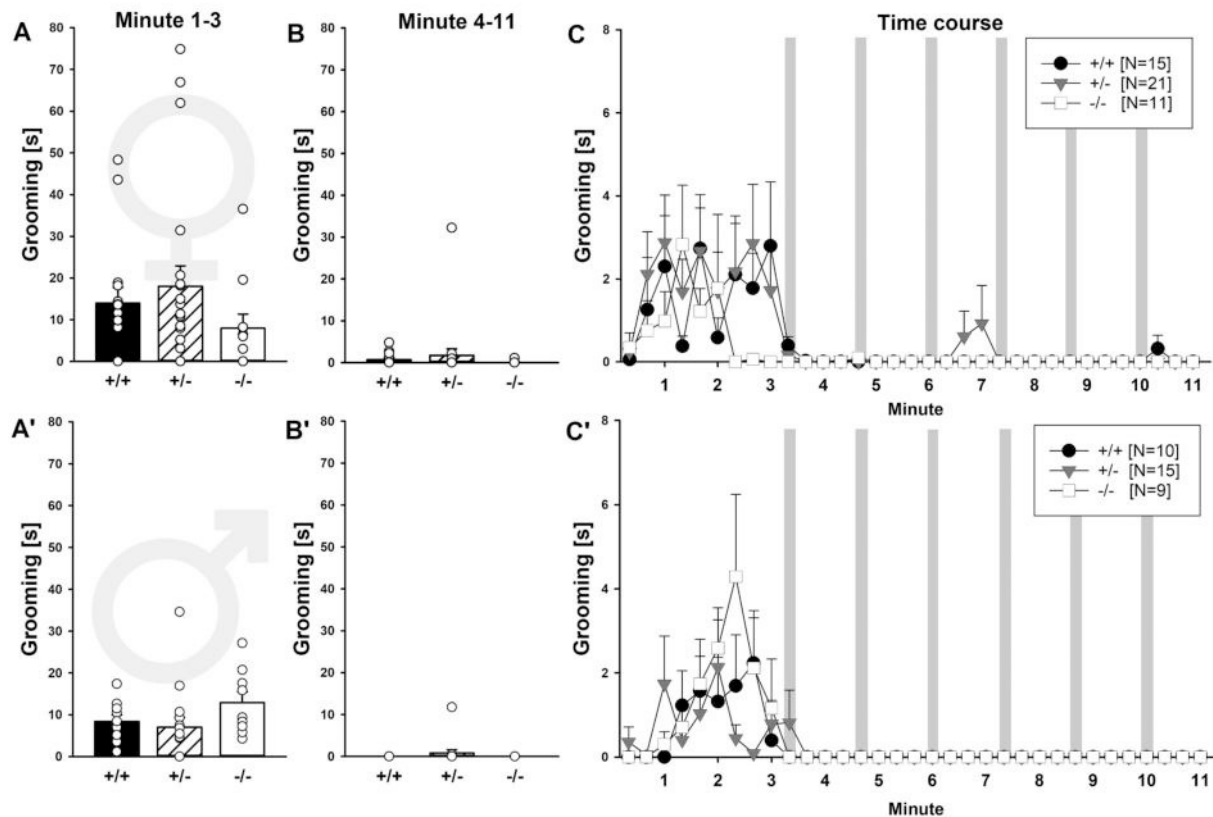 A
Minute 1-3
Grooming [s]
80
70
60
50
40
30
20
10
0
+/+ +/- -/-
B
Minute 4-11
Grooming [s]
80
70
60
50
40
30
20
10
0
+/+ +/- -/-
C
Time course
Grooming [s]
8
6
4
2
0
+/+ [N=15]
+/- [N=21]
-/- [N=11]
1 2 3 4 5 6 7 8 9 10 11
Minute
A'
Grooming [s]
80
70
60
50
40
30
20
10
0
+/+ +/- -/-
B'
Grooming [s]
80
70
60
50
40
30
20
10
0
+/+ +/- -/-
C'
Grooming [s]
8
6
4
2
0
+/+ [N=10]
+/- [N=15]
-/- [N=9]
1 2 3 4 5 6 7 8 9 10 11
Minute